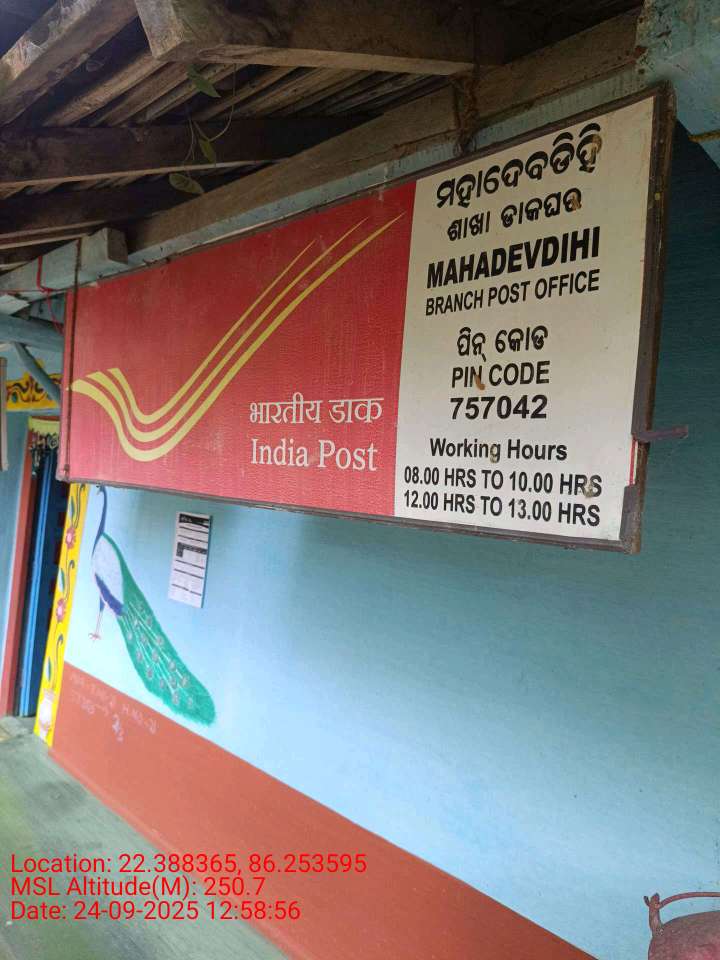 ମହାଦେବଡିହି
ଶାଖା ଡାକଘର
MAHADEVDIHI
BRANCH POST OFFICE
ପିନ୍ କୋଡ
PIN CODE
757042
Working Hours
08.00 HRS TO 10.00 HRS
12.00 HRS TO 13.00 HRS
भारतीय डाक
India Post
Location: 22.388365, 86.253595
MSL Altitude(M): 250.7
Date: 24-09-2025 12:58:56